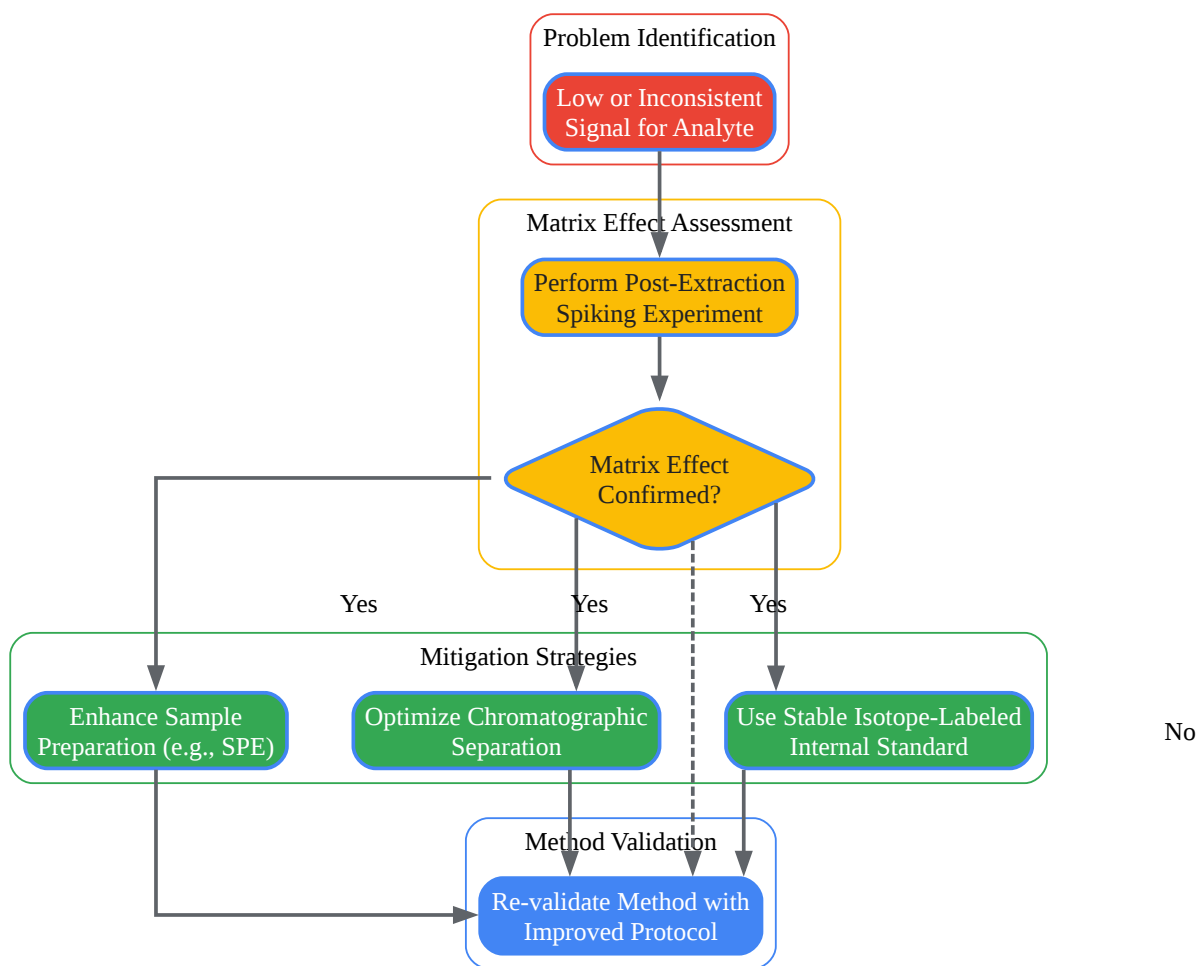 Problem Identification
Low or Inconsistent
Signal for Analyte
Matrix Effect Assessment
Perform Post-Extraction
Spiking Experiment
Matrix Effect
Confirmed?
Yes
Yes
Yes
Mitigation Strategies
Enhance Sample
Preparation (e.g., SPE)
Optimize Chromatographic
Separation
Use Stable Isotope-Labeled
Internal Standard
No
Method Validation
Re-validate Method with
Improved Protocol